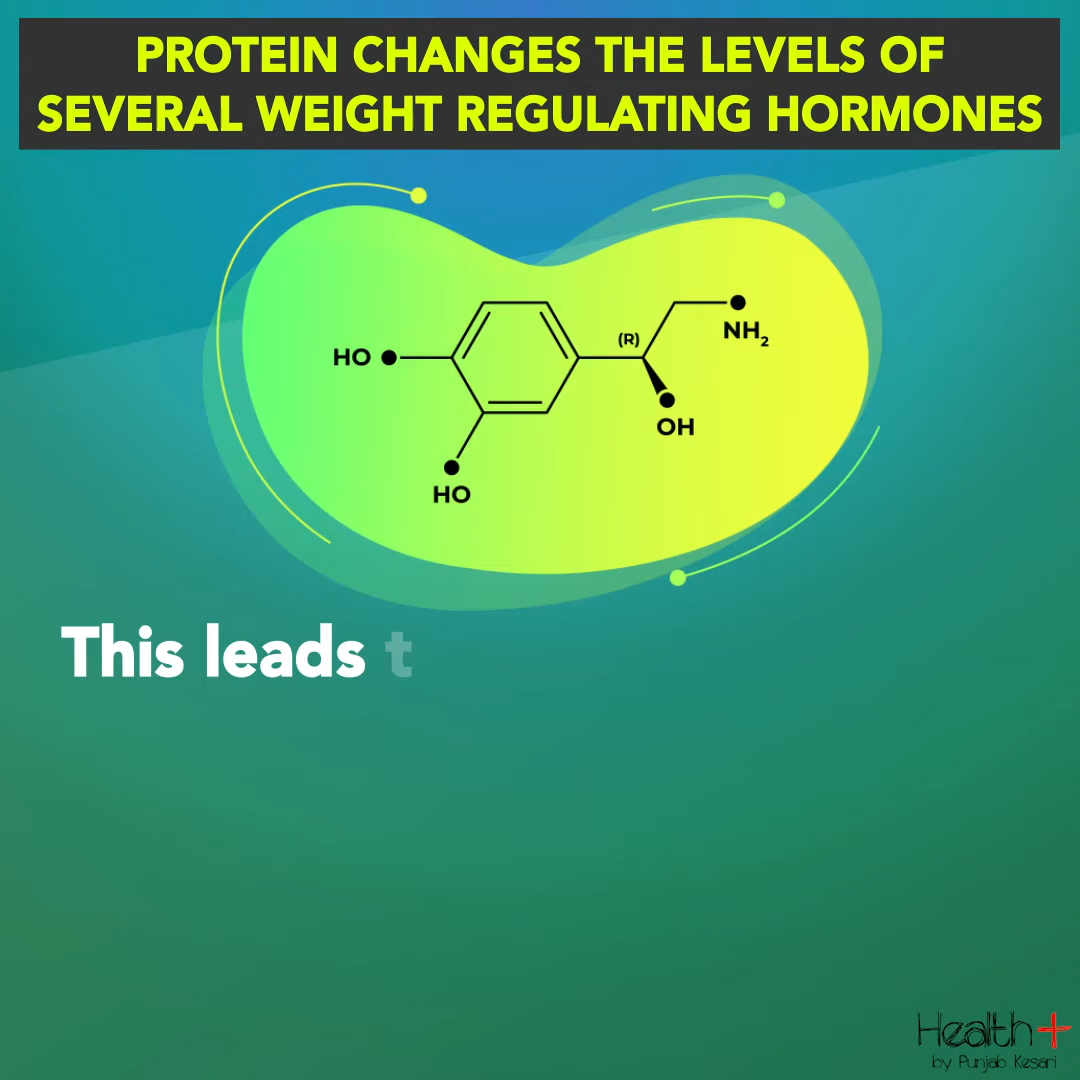 PROTEIN CHANGES THE LEVELS OF
SEVERAL WEIGHT REGULATING HORMONES
(R)
NH₂
HO
OH
HO
This leads t
Health+
by Punjab Kesari